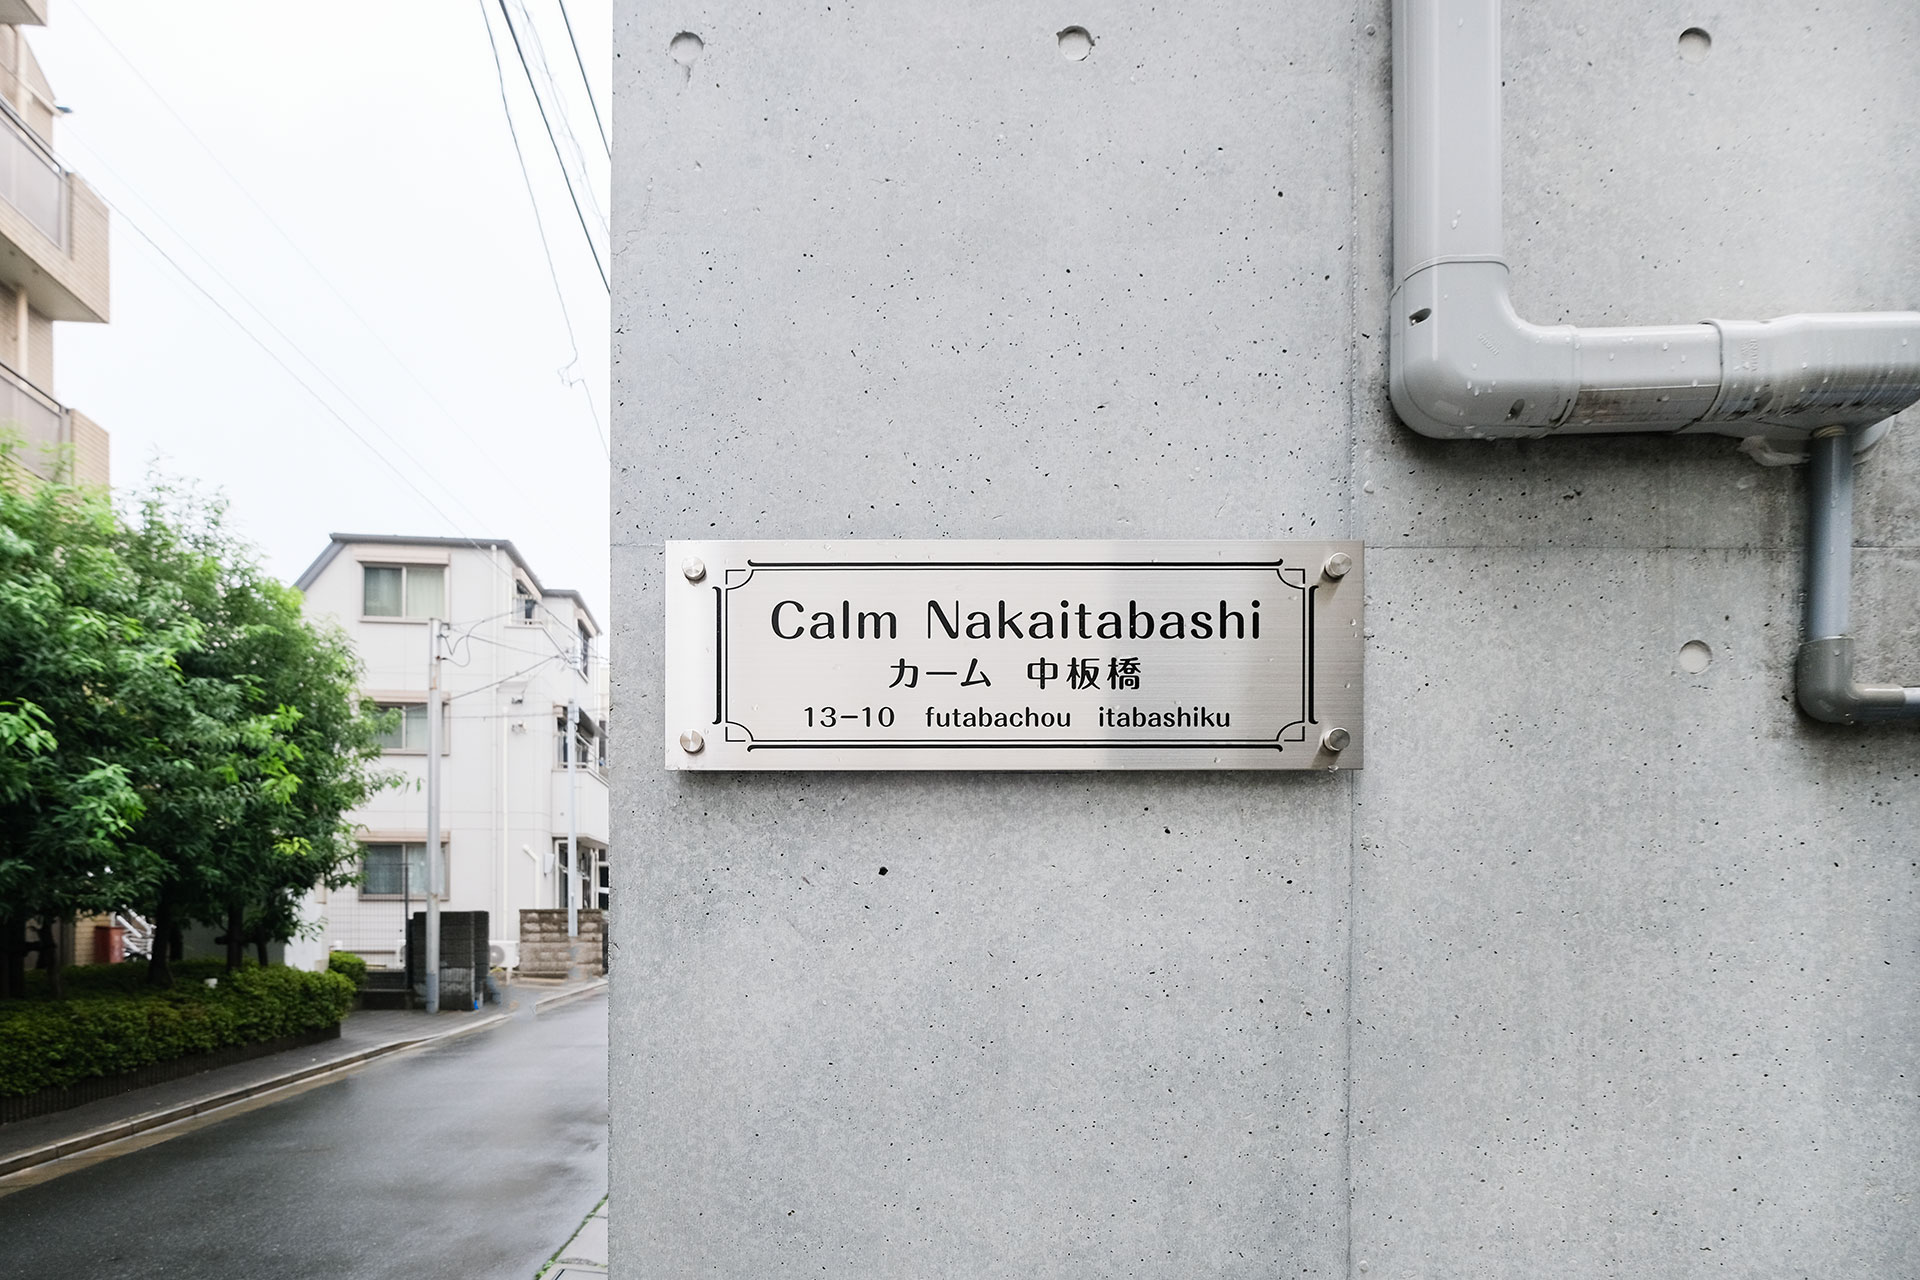 Calm Nakaitabashi
カーム 中板橋
13-10 futabachou itabashiku